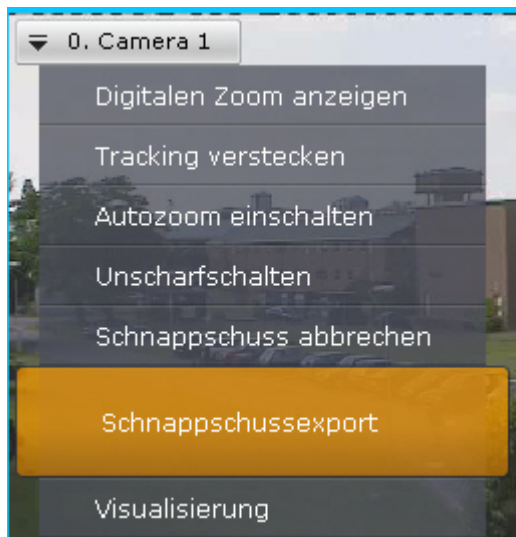 0. Camera 1
Digitalen Zoom anzeigen
Tracking verstecken
Autozoom einschalten
Unscharfschalten
Schnappschuss abbrechen
Schnappschussexport
Visualisierung